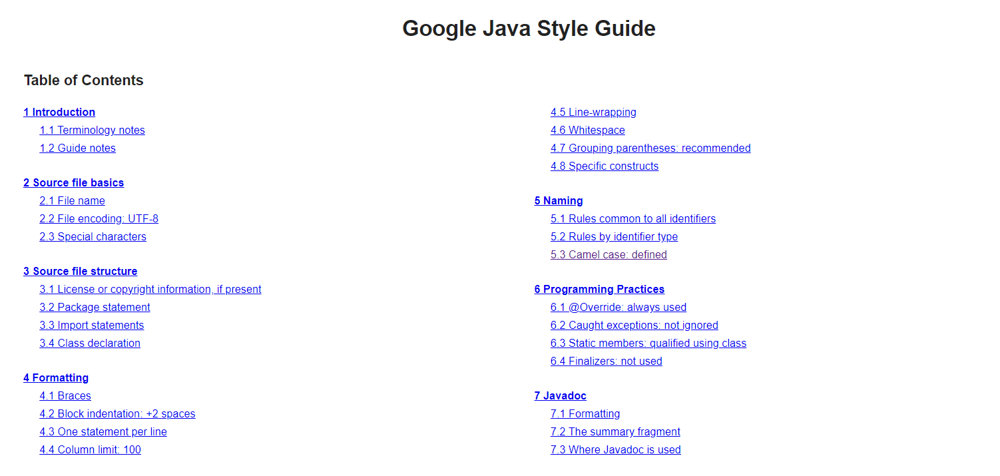 Google Java Style Guide
Table of Contents
1 Introduction
1.1 Terminology notes
1.2 Guide notes
2 Source file basics
2.1 File name
2.2 File encoding: UTF-8
2.3 Special characters
3 Source file structure
3.1 License or copyright information, if present
3.2 Package statement
3.3 Import statements
3.4 Class declaration
4 Formatting
4.1 Braces
4.2 Block indentation: +2 spaces
4.3 One statement per line
4.4 Column limit: 100
4.5 Line-wrapping
4.6 Whitespace
4.7 Grouping parentheses: recommended
4.8 Specific constructs
5 Naming
5.1 Rules common to all identifiers
5.2 Rules by identifier type
5.3 Camel case: defined
6 Programming Practices
6.1 @Override: always used
6.2 Caught exceptions: not ignored
6.3 Static members: qualified using class
6.4 Finalizers: not used
7 Javadoc
7.1 Formatting
7.2 The summary fragment
7.3 Where Javadoc is used